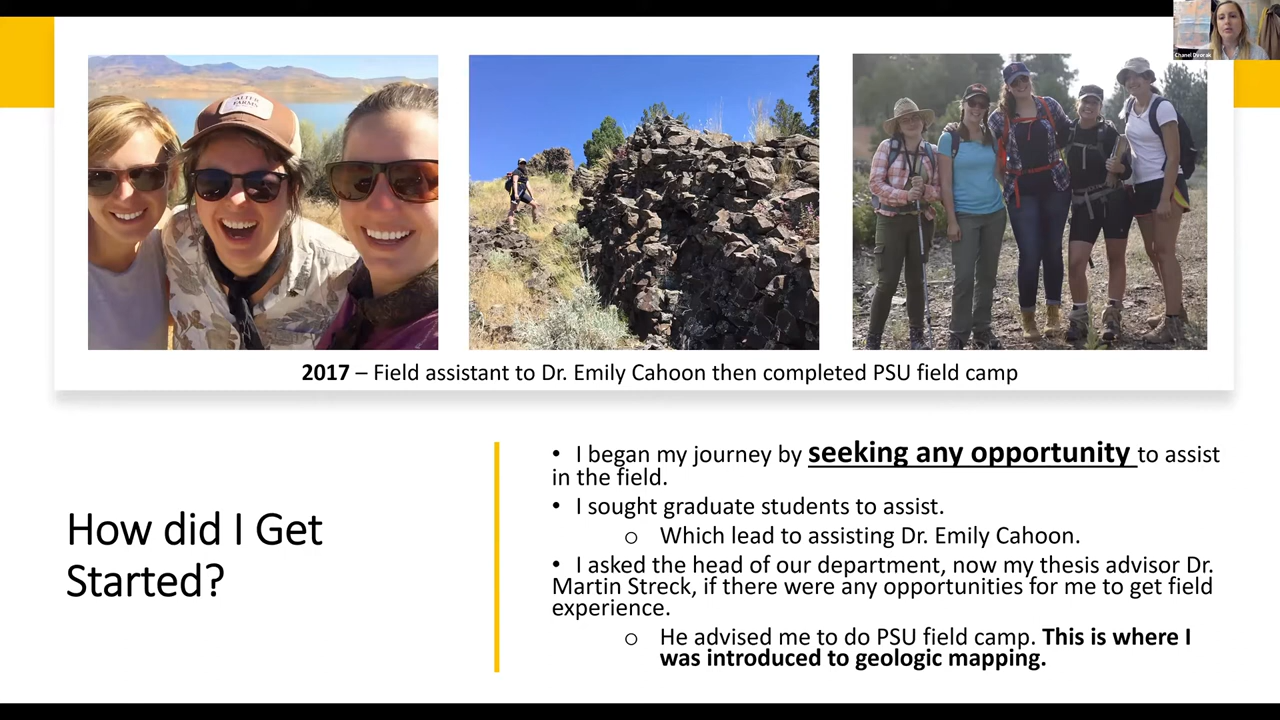 Chanel Dvorak
ALTER
FARMS
2017 – Field assistant to Dr. Emily Cahoon then completed PSU field camp
How did I Get
Started?
• I began my journey by seeking any opportunity to assist
in the field.
• I sought graduate students to assist.
o Which lead to assisting Dr. Emily Cahoon.
• I asked the head of our department, now my thesis advisor Dr.
Martin Streck, if there were any opportunities for me to get field
experience.
o He advised me to do PSU field camp. This is where I
was introduced to geologic mapping.